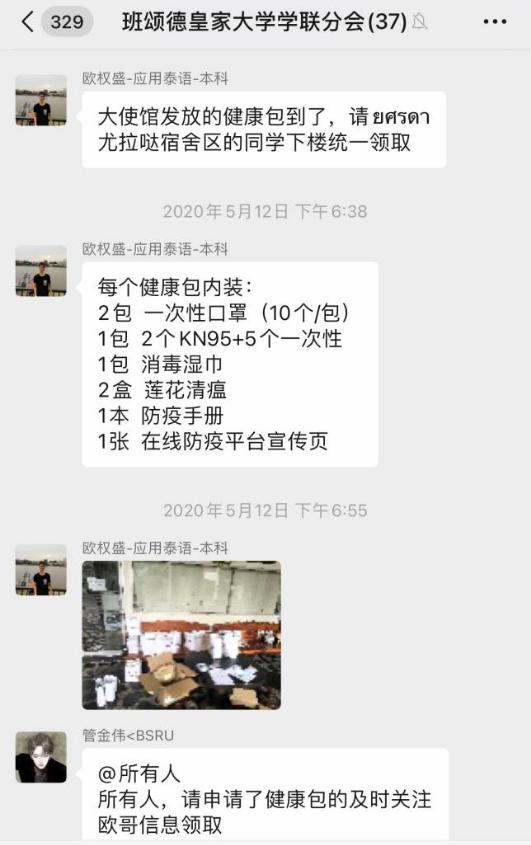 329
班颂德皇家大学学联分会(37)
欧权盛-应用泰语-本科
大使馆发放的健康包到了，请ยศรดา
尤拉哒宿舍区的同学下楼统一领取
2020年5月12日 下午6:38
欧权盛-应用泰语-本科
每个健康包内装：
2包 一次性口罩（10个/包）
1包 2个KN95+5个一次性
1包 消毒湿巾
2盒 莲花清瘟
1本 防疫手册
1张 在线防疫平台宣传页
2020年5月12日 下午6:55
欧权盛-应用泰语-本科
管金伟<BSRU
@所有人
所有人，请申请了健康包的及时关注
欧哥信息领取